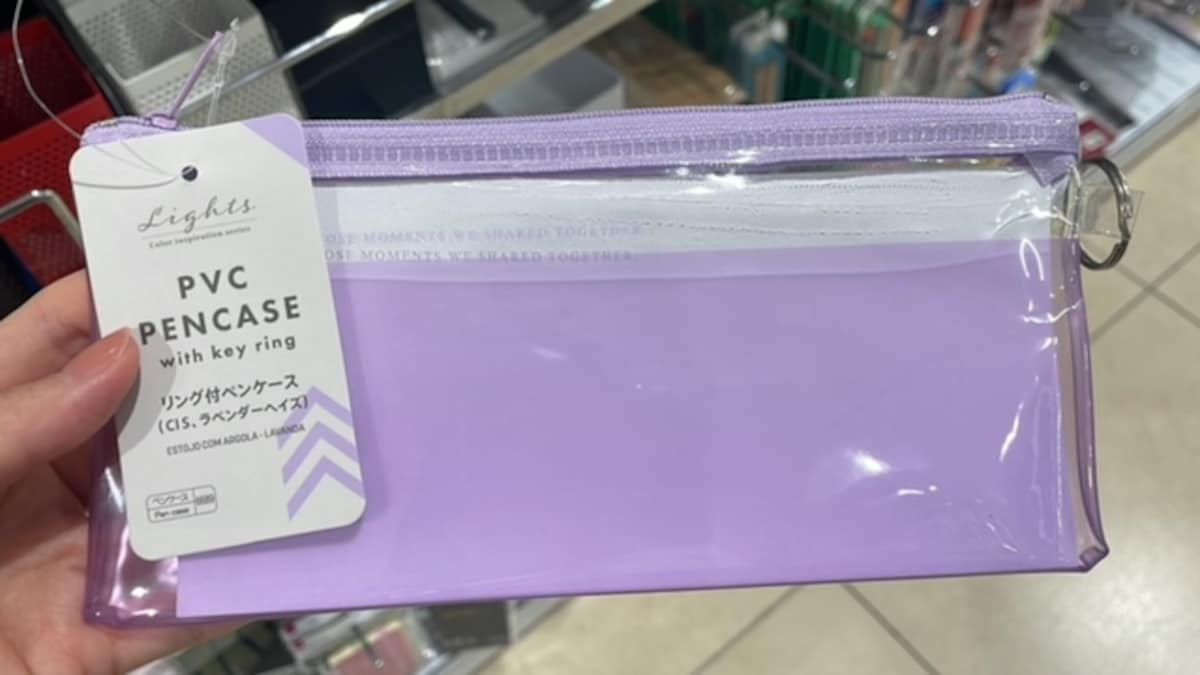 Lights
Color inspiration series
PVC
PENCASE
with key ring
リング付ペンケース
(CIS、ラベンダーヘイズ)
ESTOJO COM ARGOLA - LAVANDA
ペンケース
Pen case
MOMENTS WE SHARED TOGETHER
MOMENTS WE SHARED TOGETHER